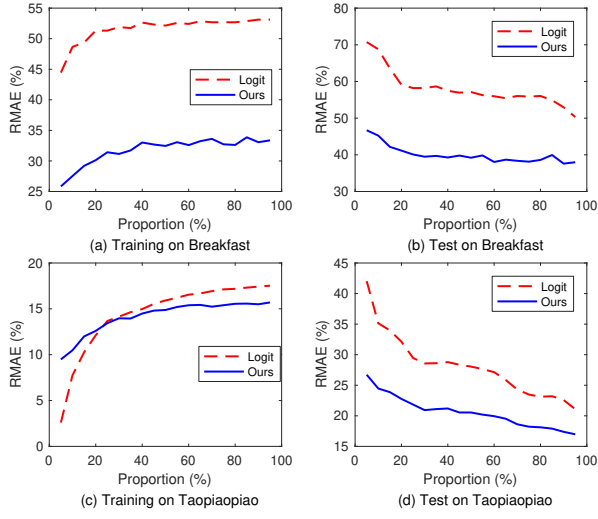 55
50
45
40
35
30
25
RMAE (%)
Logit
Ours
0 20 40 60 80 100
Proportion (%)
(a) Training on Breakfast
80
70
60
50
40
30
RMAE (%)
Logit
Ours
0 20 40 60 80 100
Proportion (%)
(b) Test on Breakfast
20
15
10
5
0
RMAE (%)
Logit
Ours
0 20 40 60 80 100
Proportion (%)
(c) Training on Taopiaopiao
45
40
35
30
25
20
15
RMAE (%)
Logit
Ours
0 20 40 60 80 100
Proportion (%)
(d) Test on Taopiaopiao